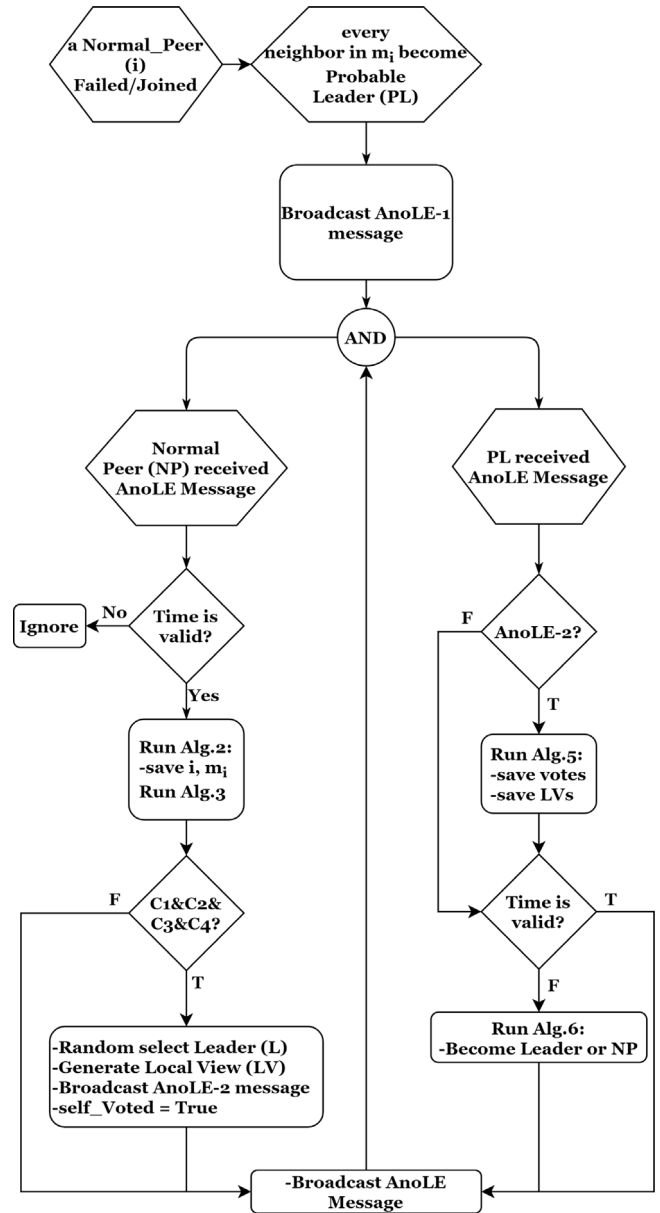 a Normal_Peer
(i)
Failed/Joined
every
neighbor in mi become
Probable
Leader (PL)
Broadcast AnoLE-1
message
AND
Normal
Peer (NP) received
AnoLE Message
PL received
AnoLE Message
Time is
valid?
No
Ignore
Yes
AnoLE-2?
F
T
Run Alg.2:
-save i, mi
Run Alg.3
Run Alg.5:
-save votes
-save LVs
C1&C2&
C3&C4?
F
T
Time is
valid?
T
F
-Random select Leader (L)
-Generate Local View (LV)
-Broadcast AnoLE-2 message
-self_Voted = True
Run Alg.6:
-Become Leader or NP
-Broadcast AnoLE
Message